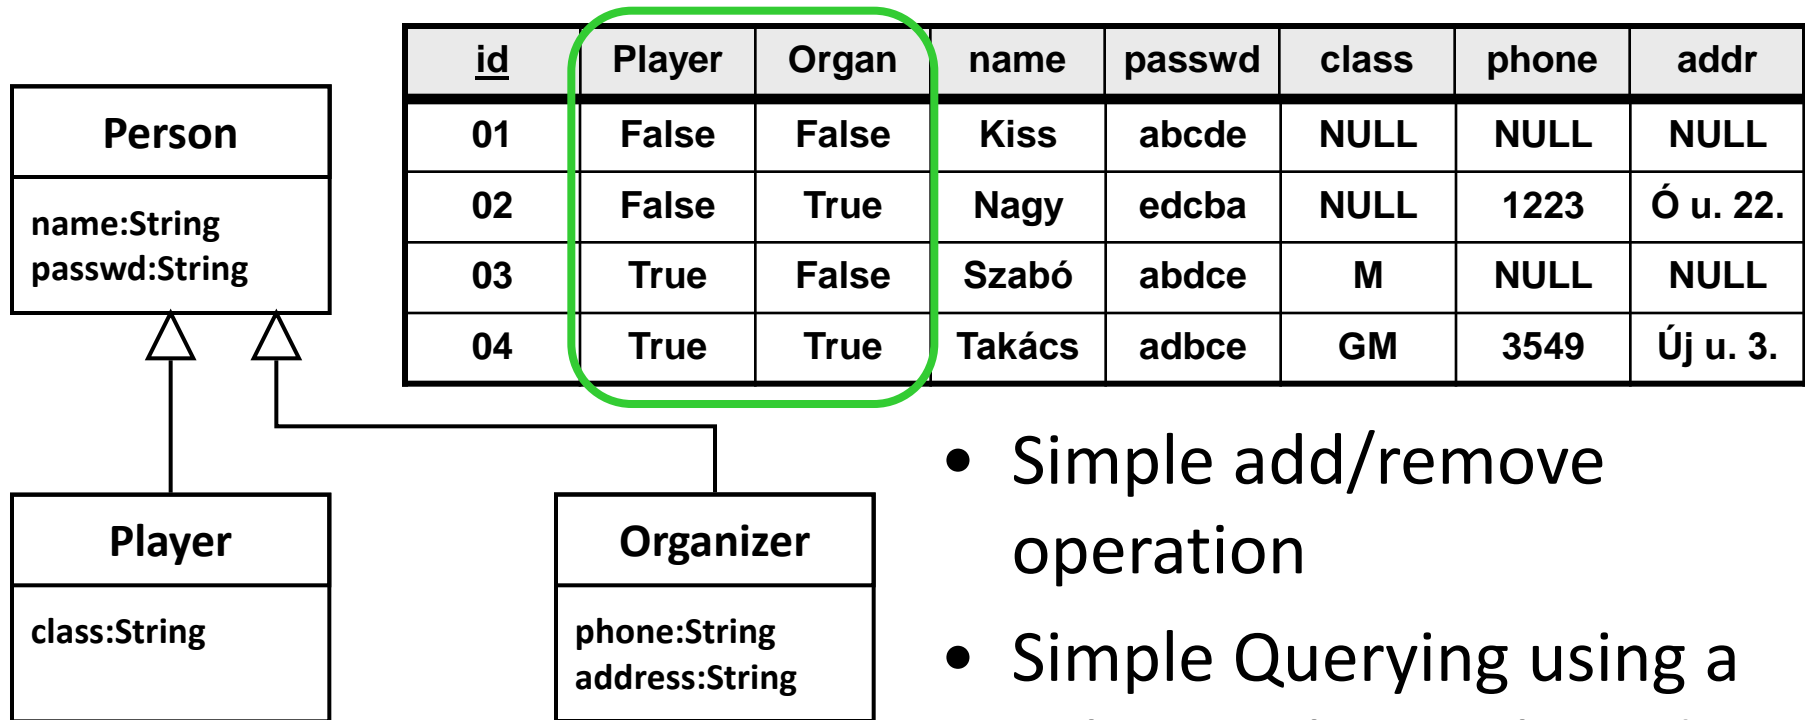 id Player Organ name passwd class phone addr
01 False False Kiss abcde NULL NULL NULL
02 False True Nagy edcba NULL 1223 Ó u. 22.
03 True False Szabó abdce M NULL NULL
04 True True Takács adbce GM 3549 Új u. 3.
Person
name:String
passwd:String
Player
class:String
Organizer
phone:String
address:String
• Simple add/remove
operation
• Simple Querying using a